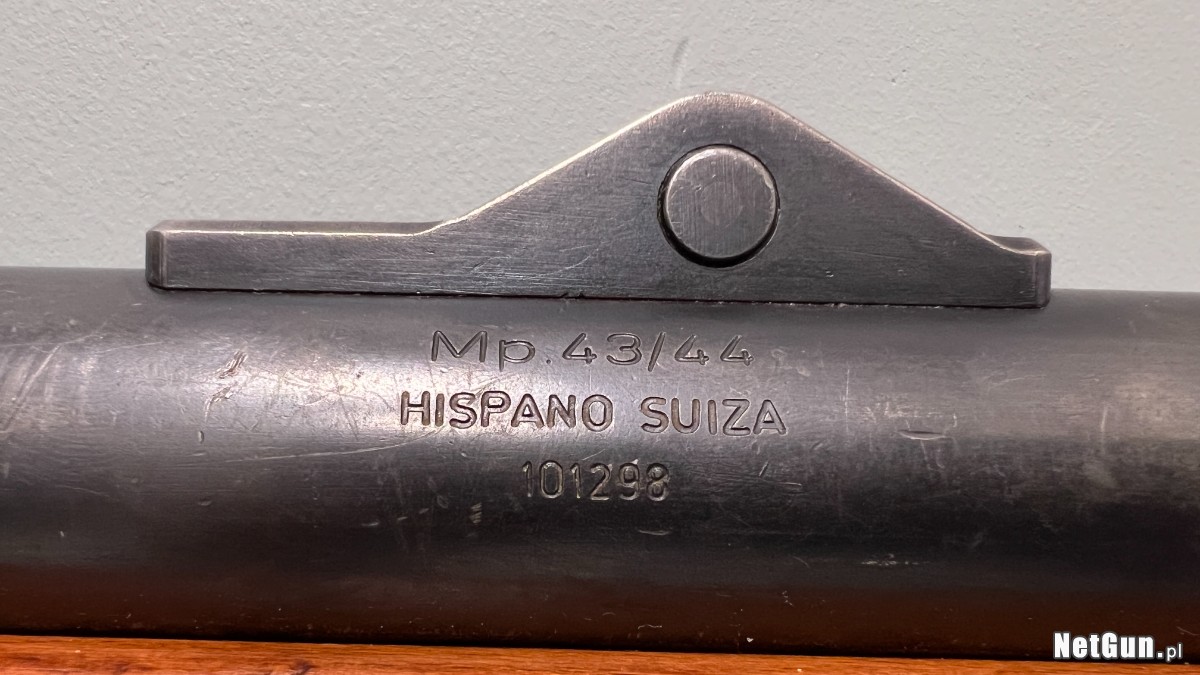 Mp.43/44
HISPANO SUIZA
101298
NetGun.pl